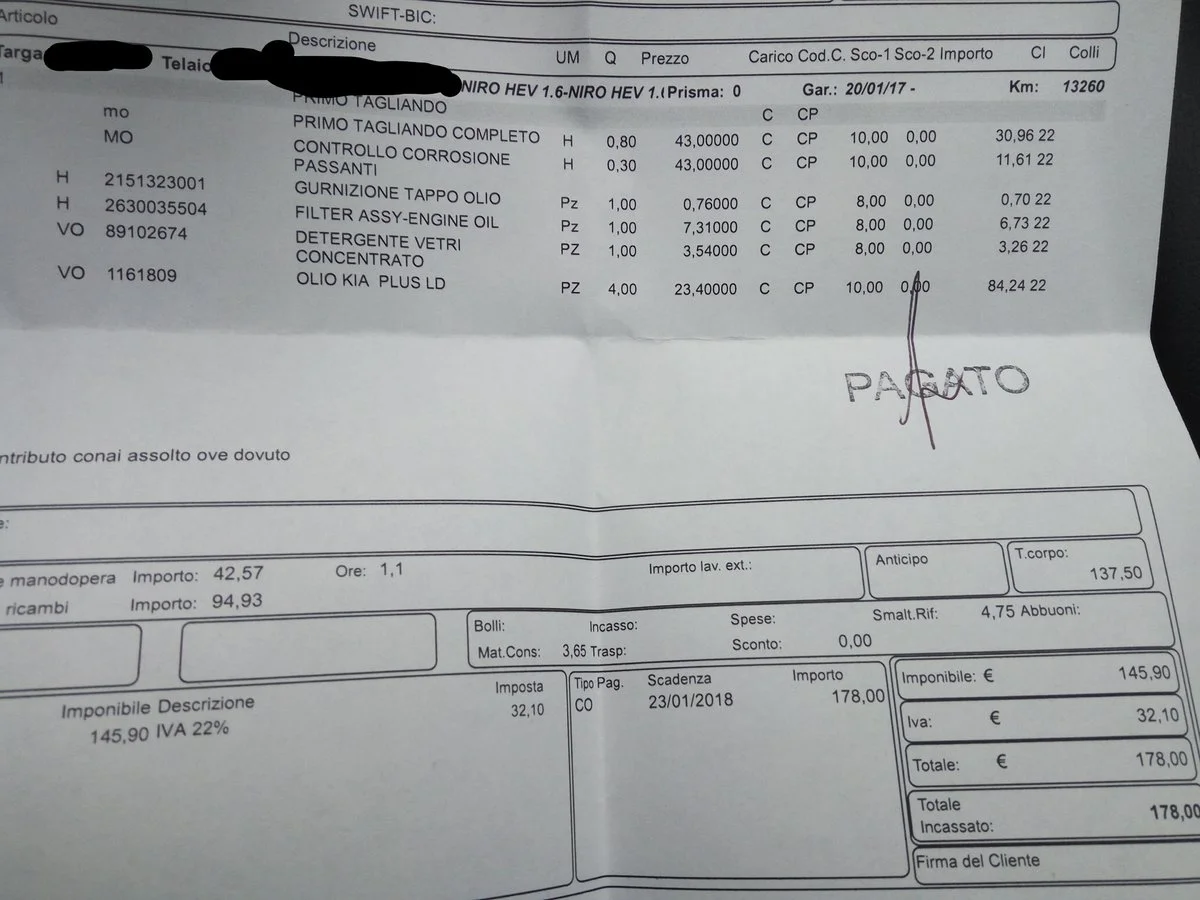 SWIFT-BIC:
Articolo Descrizione UM Q Prezzo Carico Cod.C. Sco-1 Sco-2 Importo CI Colli
Targa Telaio NIRO HEV 1.6-NIRO HEV 1.( Prisma: 0 Gar.: 20/01/17 - Km: 13260
1 PRIMO TAGLIANDO C CP
mo PRIMO TAGLIANDO COMPLETO H 0,80 43,00000 C CP 10,00 0,00 30,96 22
MO CONTROLLO CORROSIONE H 0,30 43,00000 C CP 10,00 0,00 11,61 22
PASSANTI
H 2151323001 GURNIZIONE TAPPO OLIO Pz 1,00 0,76000 C CP 8,00 0,00 0,70 22
H 2630035504 FILTER ASSY-ENGINE OIL Pz 1,00 7,31000 C CP 8,00 0,00 6,73 22
VO 89102674 DETERGENTE VETRI PZ 1,00 3,54000 C CP 8,00 0,00 3,26 22
CONCENTRATO
VO 1161809 OLIO KIA PLUS LD PZ 4,00 23,40000 C CP 10,00 0,00 84,24 22
PAGATO
ntributo conai assolto ove dovuto
e:
e manodopera Importo: 42,57 Ore: 1,1 Importo lav. ext.: Anticipo T.corpo:
137,50
ricambi Importo: 94,93
Bolli: Incasso: Spese: Smalt.Rif: 4,75 Abbuoni:
Mat.Cons: 3,65 Trasp: Sconto: 0,00
Imponibile Descrizione Imposta Tipo Pag. Scadenza Importo
145,90 IVA 22% 32,10 CO 23/01/2018 178,00
Imponibile: € 145,90
Iva: € 32,10
Totale: € 178,00
Totale
Incassato: 178,00
Firma del Cliente